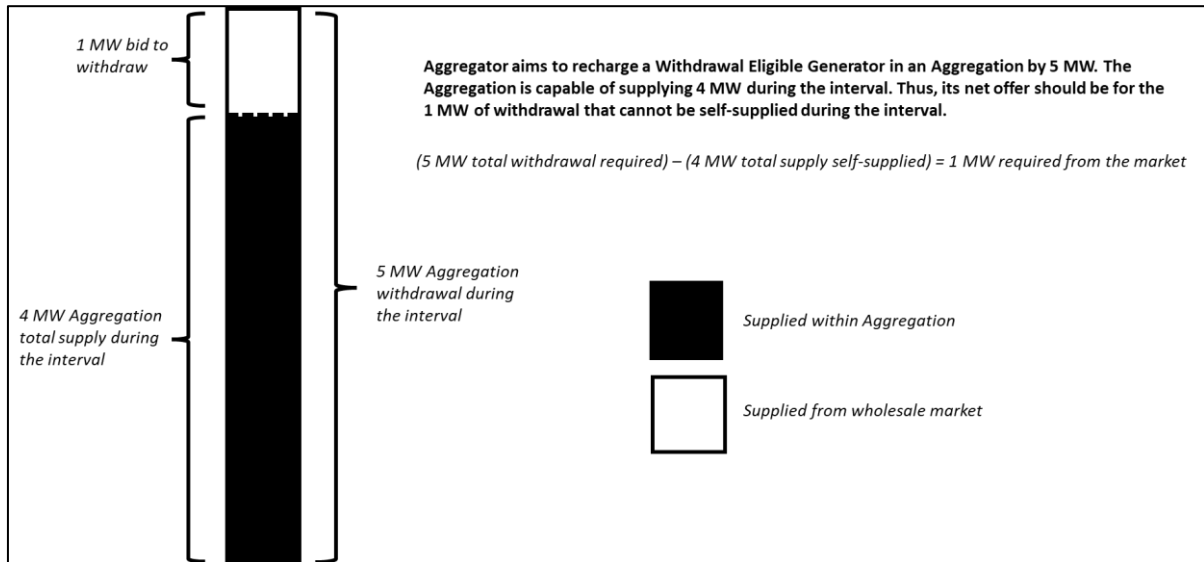 1 MW bid to
withdraw
Aggregator aims to recharge a Withdrawal Eligible Generator in an Aggregation by 5 MW. The
Aggregation is capable of supplying 4 MW during the interval. Thus, its net offer should be for the
1 MW of withdrawal that cannot be self-supplied during the interval.
(5 MW total withdrawal required) – (4 MW total supply self-supplied) = 1 MW required from the market
4 MW Aggregation
total supply during
the interval
5 MW Aggregation
withdrawal during
the interval
Supplied within Aggregation
Supplied from wholesale market